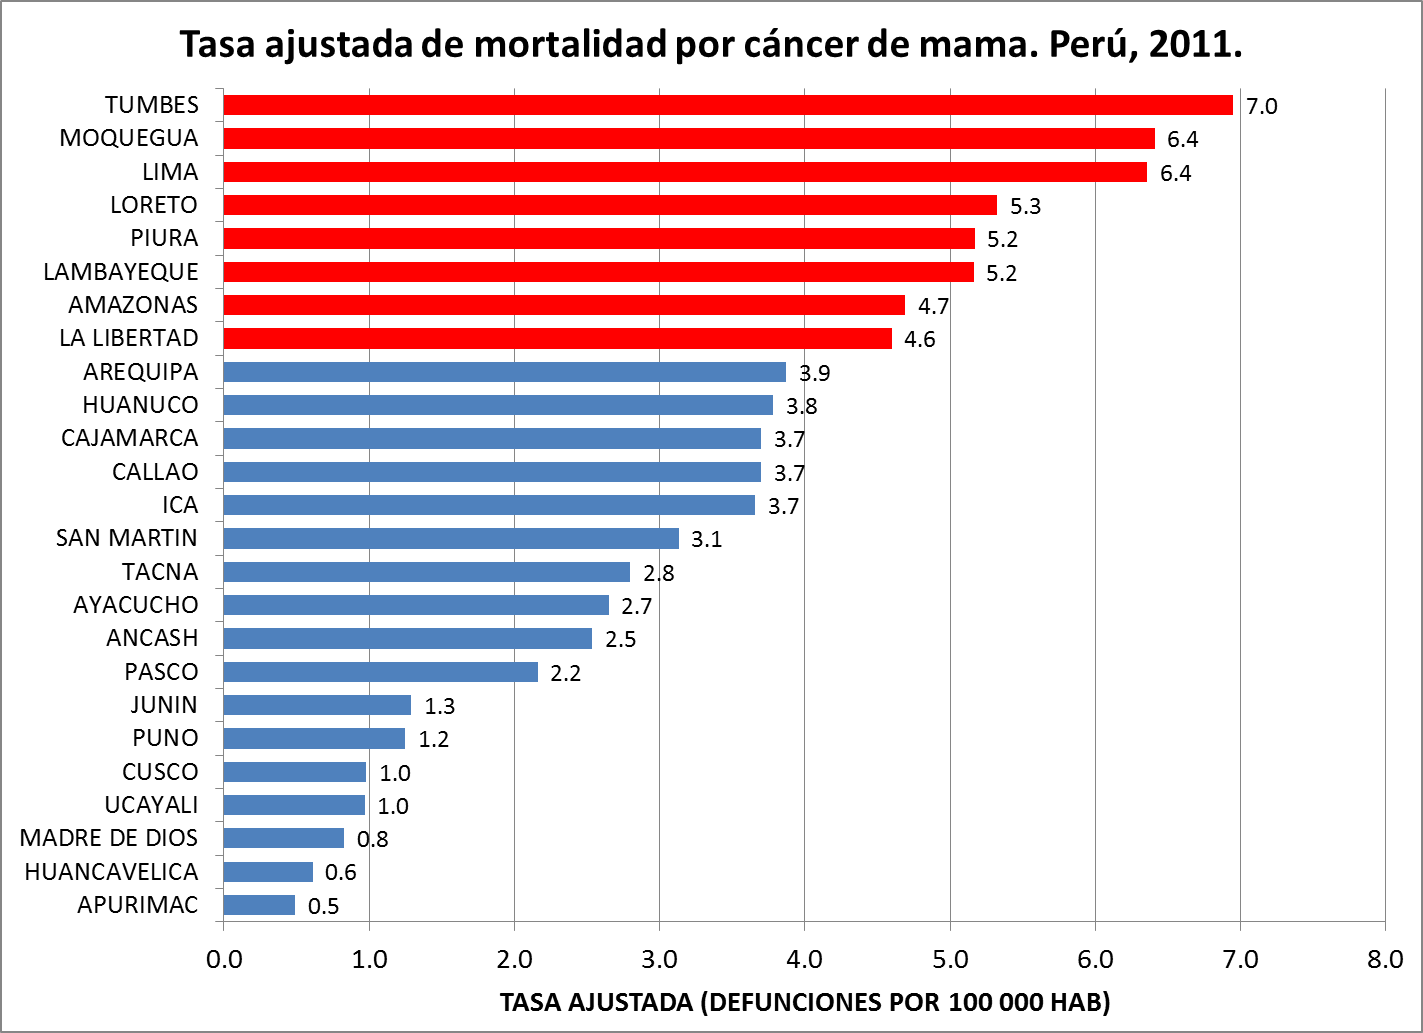 Tasa ajustada de mortalidad por cáncer de mama. Perú, 2011.
TUMBES 7.0
MOQUEGUA 6.4
LIMA 6.4
LORETO 5.3
PIURA 5.2
LAMBAYEQUE 5.2
AMAZONAS 4.7
LA LIBERTAD 4.6
AREQUIPA 3.9
HUANUCO 3.8
CAJAMARCA 3.7
CALLAO 3.7
ICA 3.7
SAN MARTIN 3.1
TACNA 2.8
AYACUCHO 2.7
ANCASH 2.5
PASCO 2.2
JUNIN 1.3
PUNO 1.2
CUSCO 1.0
UCAYALI 1.0
MADRE DE DIOS 0.8
HUANCAVELICA 0.6
APURIMAC 0.5
0.0 1.0 2.0 3.0 4.0 5.0 6.0 7.0 8.0
TASA AJUSTADA (DEFUNCIONES POR 100 000 HAB)